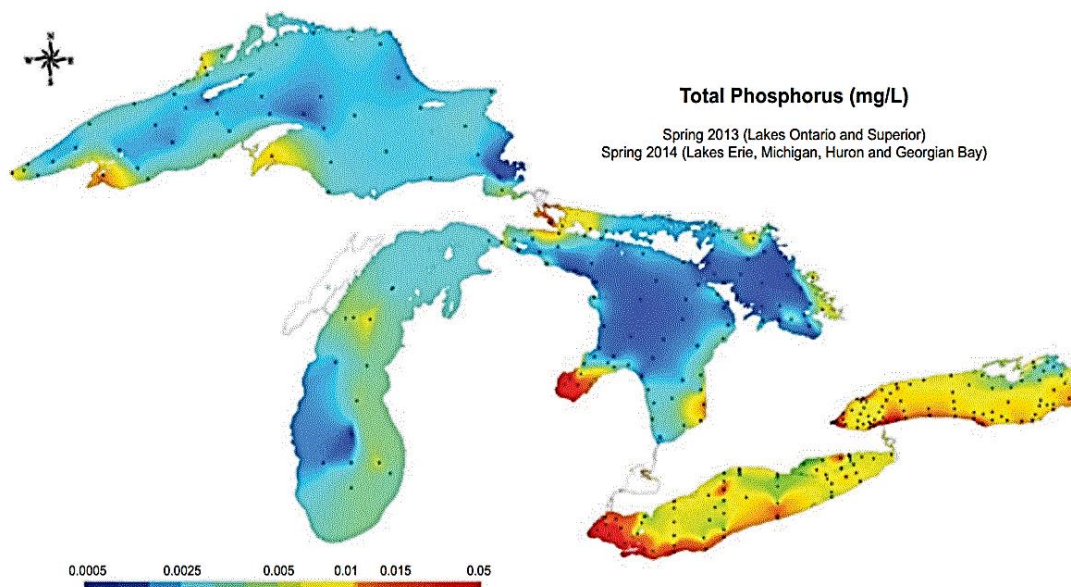 N
W E
S
Total Phosphorus (mg/L)
Spring 2013 (Lakes Ontario and Superior)
Spring 2014 (Lakes Erie, Michigan, Huron and Georgian Bay)
0.0005 0.0025 0.005 0.01 0.015 0.05